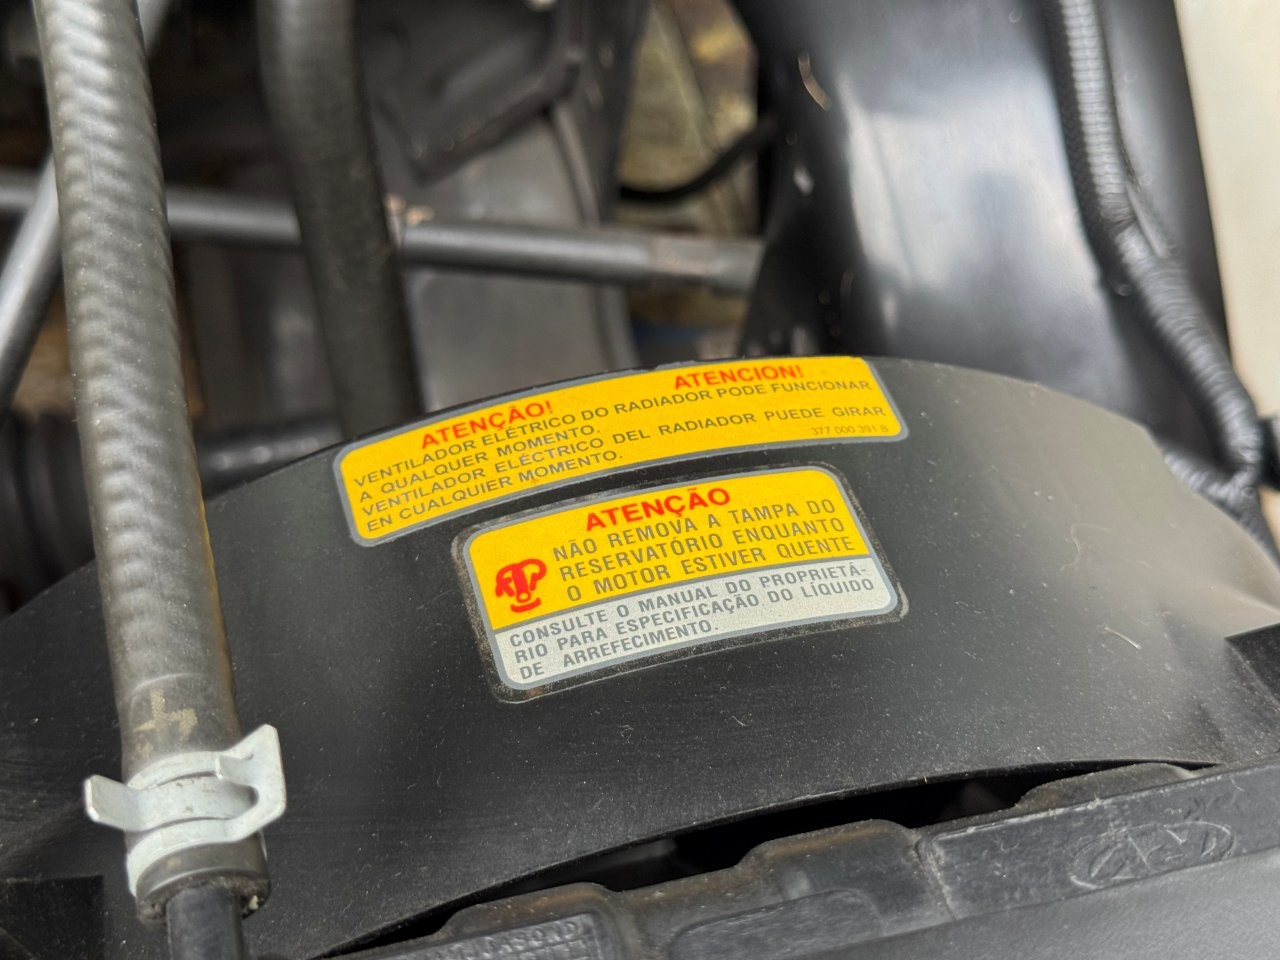 ATENÇÃO! ATENCION!
VENTILADOR ELÉTRICO DO RADIADOR PODE FUNCIONAR
A QUALQUER MOMENTO.
VENTILADOR ELÉCTRICO DEL RADIADOR PUEDE GIRAR
EN CUALQUIER MOMENTO.
377 000 391 B
ATENÇÃO
NÃO REMOVA A TAMPA DO
RESERVATÓRIO ENQUANTO
O MOTOR ESTIVER QUENTE
CONSULTE O MANUAL DO PROPRIETÁ-
RIO PARA ESPECIFICAÇÃO DO LÍQUIDO
DE ARREFECIMENTO.